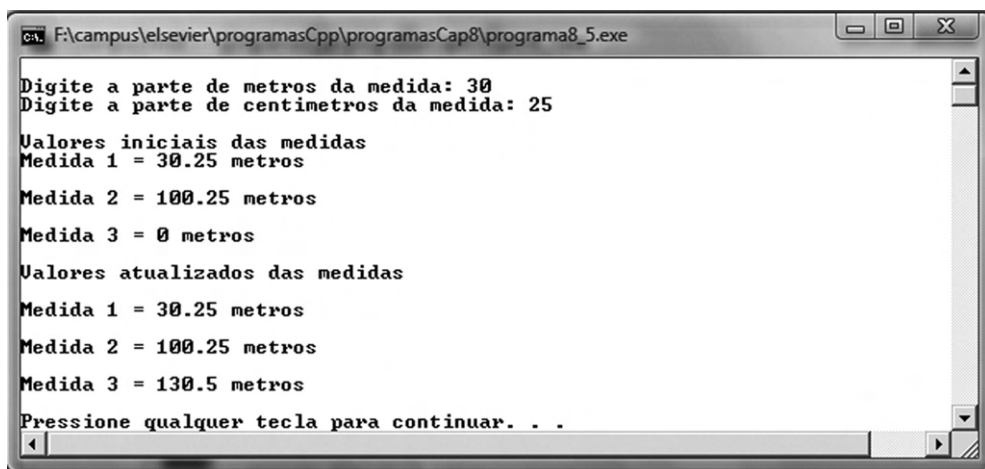 F:\campus\elsevier\programasCpp\programasCap8\programa8_5.exe
Digite a parte de metros da medida: 30
Digite a parte de centimetros da medida: 25
Valores iniciais das medidas
Medida 1 = 30.25 metros
Medida 2 = 100.25 metros
Medida 3 = 0 metros
Valores atualizados das medidas
Medida 1 = 30.25 metros
Medida 2 = 100.25 metros
Medida 3 = 130.5 metros
Pressione qualquer tecla para continuar. . .